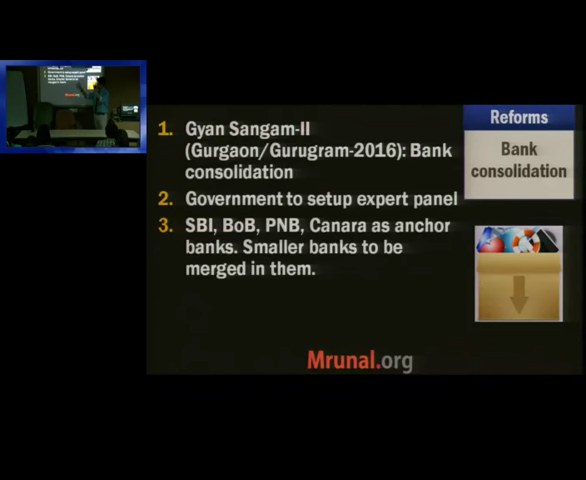 1. Gyan Sangam-II
(Gurgaon/Gurugram-2016): Bank
consolidation
2. Government to setup expert panel
3. SBI, BoB, PNB, Canara as anchor
banks. Smaller banks to be
merged in them.
Reforms
Bank
consolidation
Mrunal.org